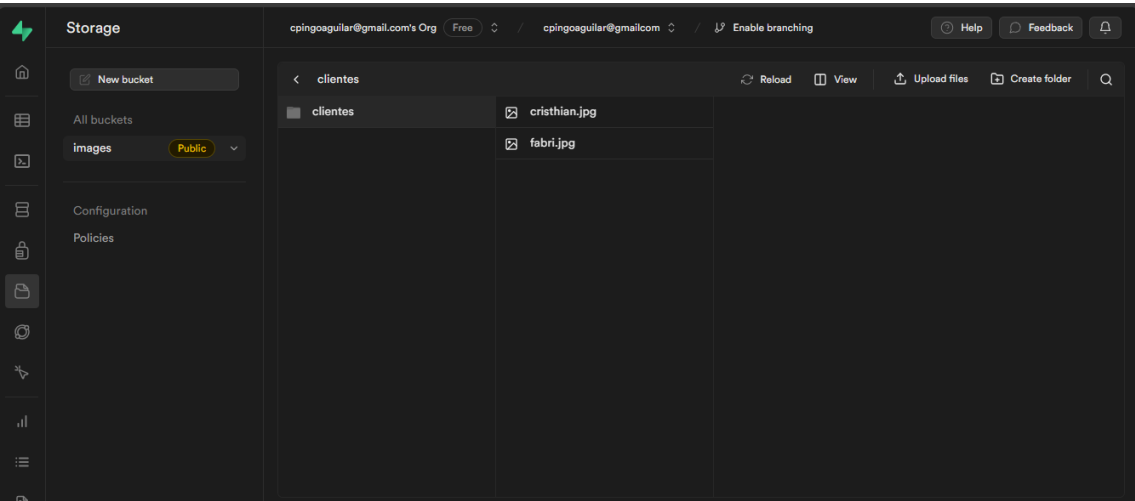 Storage
cpingoaguilar@gmail.com's Org Free / cpingoaguilar@gmailcom / Enable branching
Help
Feedback
New bucket
All buckets
images Public
Configuration
Policies
clientes
Reload
View
Upload files
Create folder
clientes
cristhian.jpg
fabri.jpg